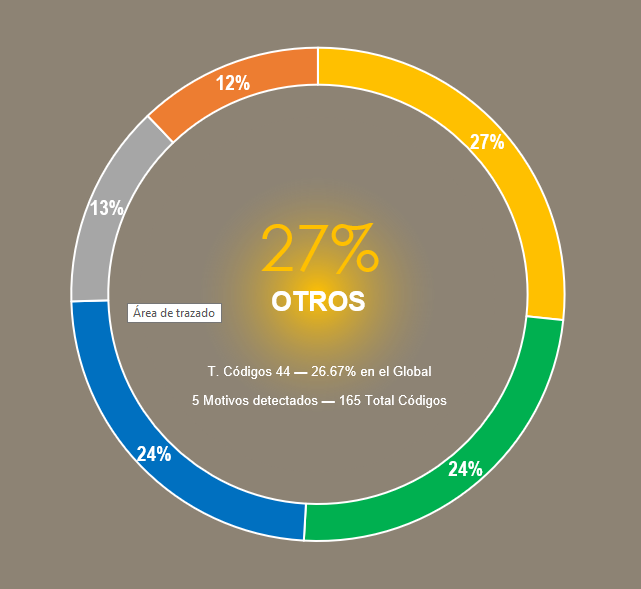 12%
27%
13%
27%
OTROS
Área de trazado
T. Códigos 44 — 26.67% en el Global
5 Motivos detectados — 165 Total Códigos
24%
24%